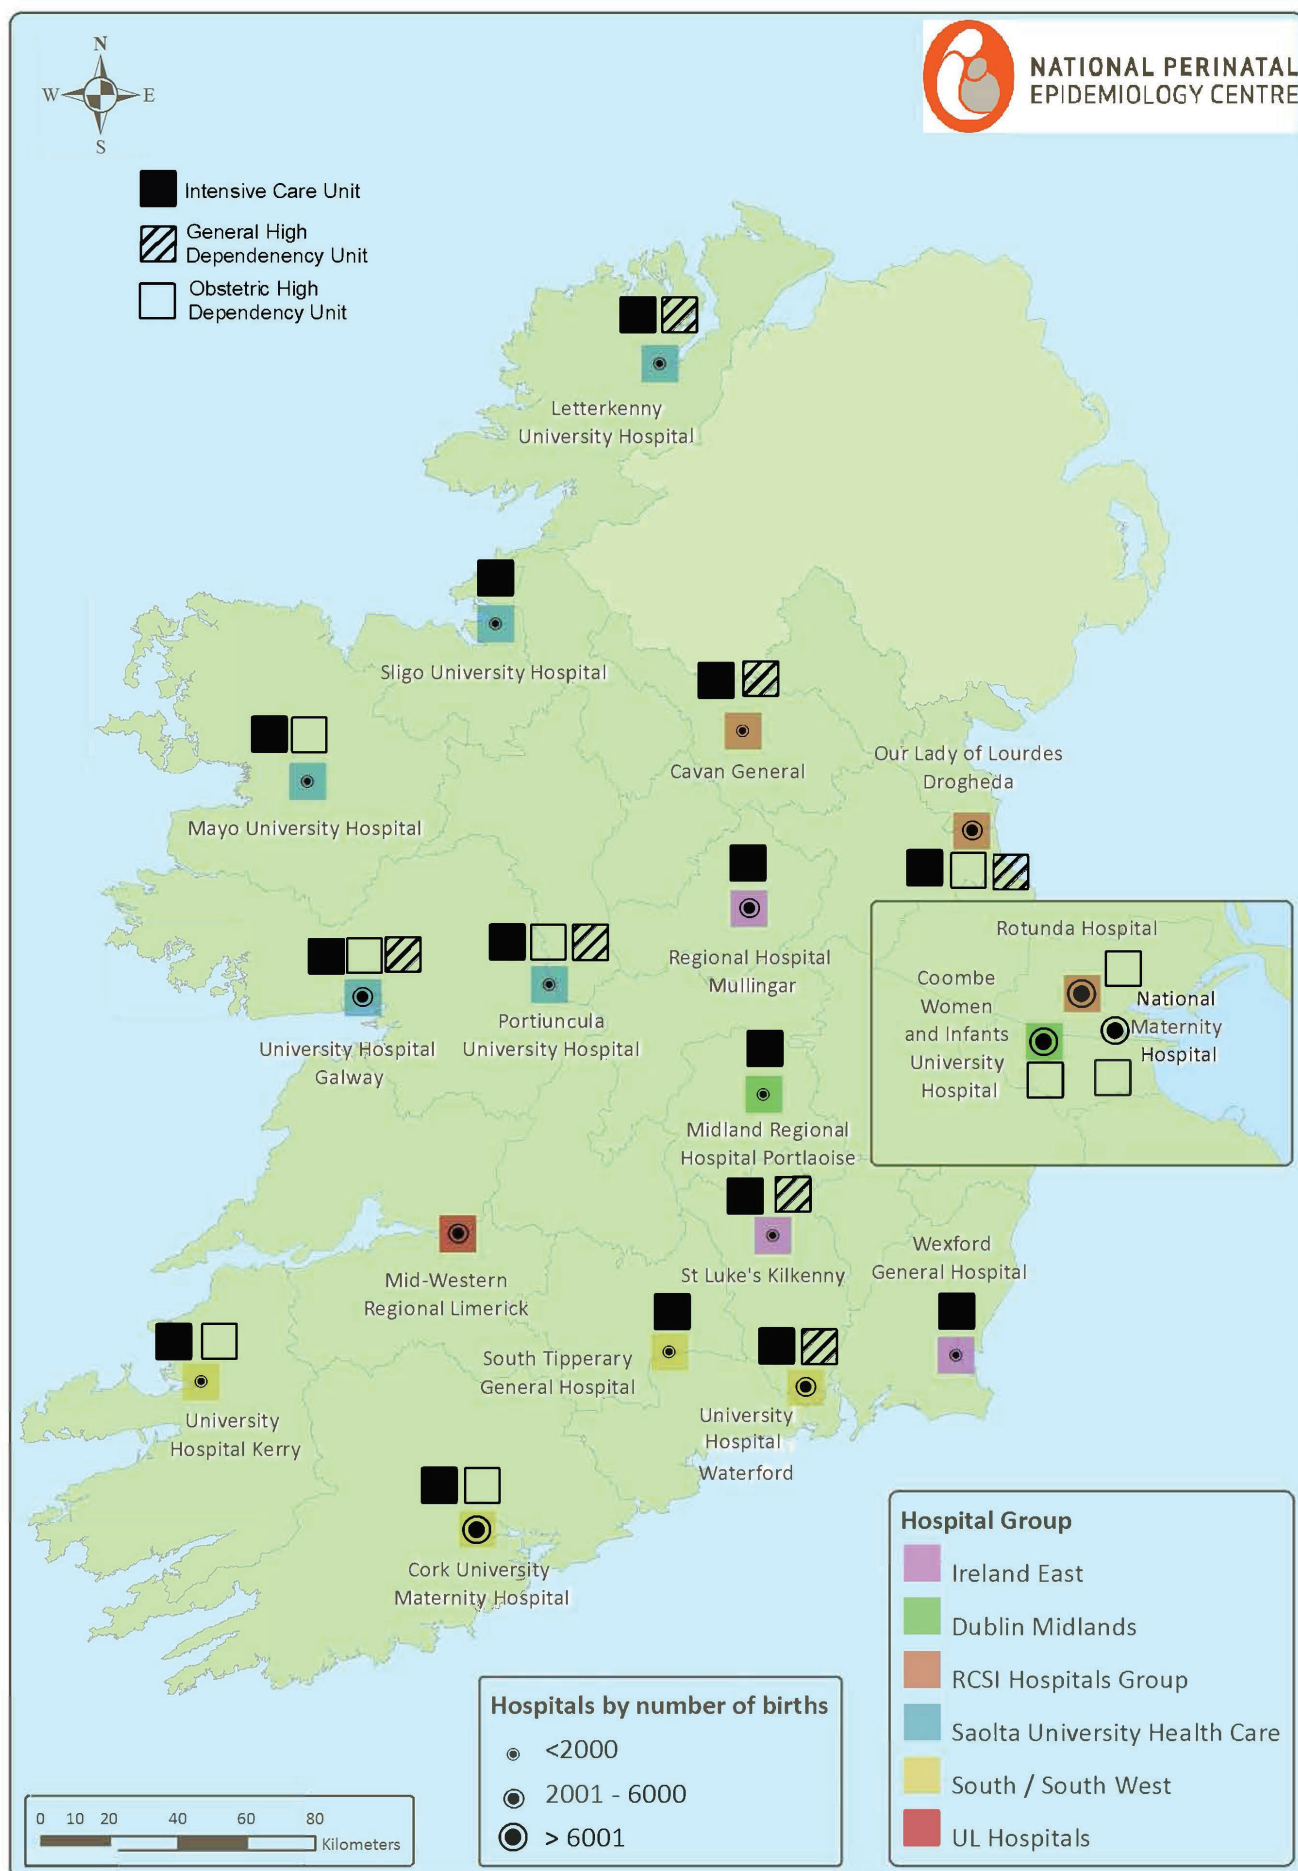 N
W E
S
NATIONAL PERINATAL
EPIDEMIOLOGY CENTRE
Intensive Care Unit
General High
Dependenency Unit
Obstetric High
Dependency Unit
Letterkenny
University Hospital
Sligo University Hospital
Cavan General
Our Lady of Lourdes
Drogheda
Mayo University Hospital
Regional Hospital
Mullingar
Rotunda Hospital
Coombe
Women
and Infants
University
Hospital
National
Maternity
Hospital
University Hospital
Galway
Portiuncula
University Hospital
Midland Regional
Hospital Portlaoise
Mid-Western
Regional Limerick
St Luke's Kilkenny
Wexford
General Hospital
South Tipperary
General Hospital
University
Hospital Kerry
University
Hospital
Waterford
Cork University
Maternity Hospital
Hospital Group
Ireland East
Dublin Midlands
RCSI Hospitals Group
Saolta University Health Care
South / South West
UL Hospitals
Hospitals by number of births
<2000
2001 - 6000
> 6001
0 10 20 40 60 80
Kilometers